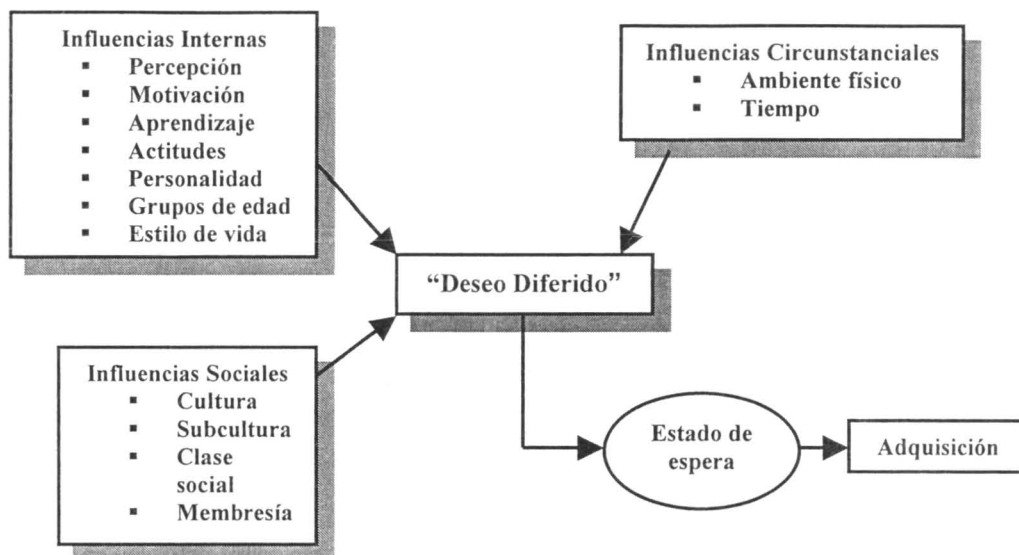 Influencias Internas
▪ Percepción
▪ Motivación
▪ Aprendizaje
▪ Actitudes
▪ Personalidad
▪ Grupos de edad
▪ Estilo de vida
Influencias Circunstanciales
▪ Ambiente físico
▪ Tiempo
“Deseo Diferido”
Influencias Sociales
▪ Cultura
▪ Subcultura
▪ Clase
social
▪ Membresía
Estado de
espera
Adquisición